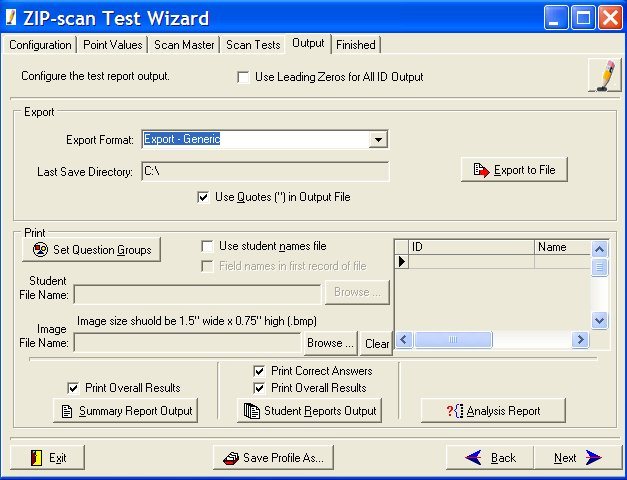 ZIP-scan Test Wizard
Configuration Point Values Scan Master Scan Tests Output Finished
Configure the test report output. Use Leading Zeros for All ID Output
Export
Export Format: Export - Generic
Last Save Directory: C:\ Export to File
Use Quotes (") in Output File
Print
Set Question Groups Use student names file ID Name
Field names in first record of file
Student
File Name: Browse ...
Image size shuold be 1.5" wide x 0.75" high (.bmp)
Image
File Name: Browse ... Clear
Print Correct Answers
Print Overall Results Print Overall Results
Summary Report Output Student Reports Output ?{ Analysis Report
Exit Save Profile As... Back Next